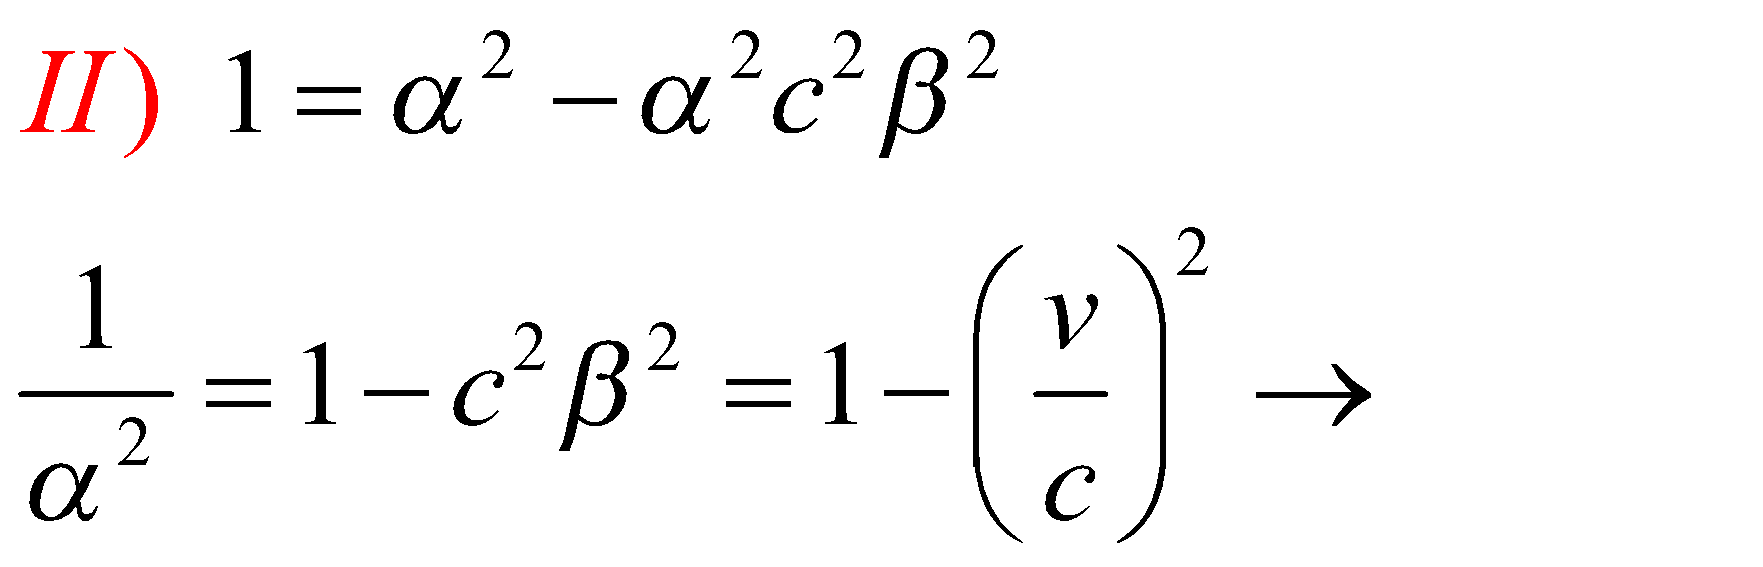 II) 1 = α² − α²c²β²
1/α² = 1 − c²β² = 1 − (v/c)² →